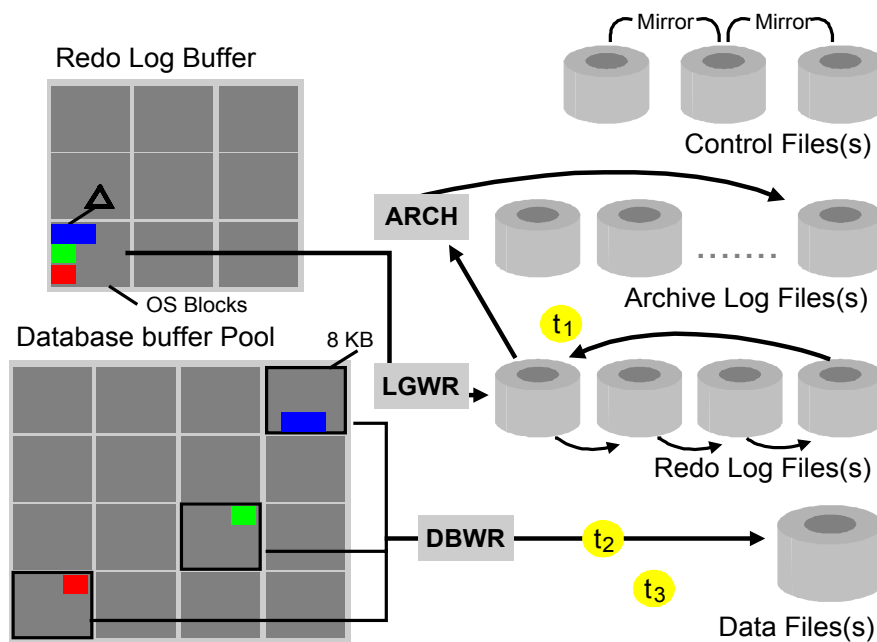 Mirror Mirror
Redo Log Buffer
Control Files(s)
ARCH
OS Blocks
Archive Log Files(s)
Database buffer Pool
8 KB
t1
LGWR
Redo Log Files(s)
DBWR
t2
t3
Data Files(s)